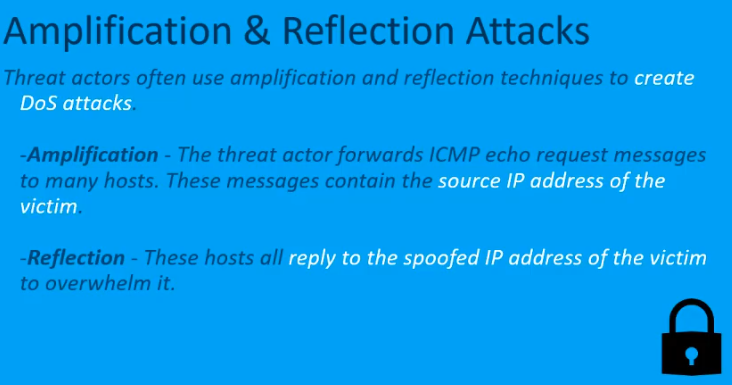 Amplification & Reflection Attacks
Threat actors often use amplification and reflection techniques to create
DoS attacks.
-Amplification - The threat actor forwards ICMP echo request messages
to many hosts. These messages contain the source IP address of the
victim.
-Reflection - These hosts all reply to the spoofed IP address of the victim
to overwhelm it.